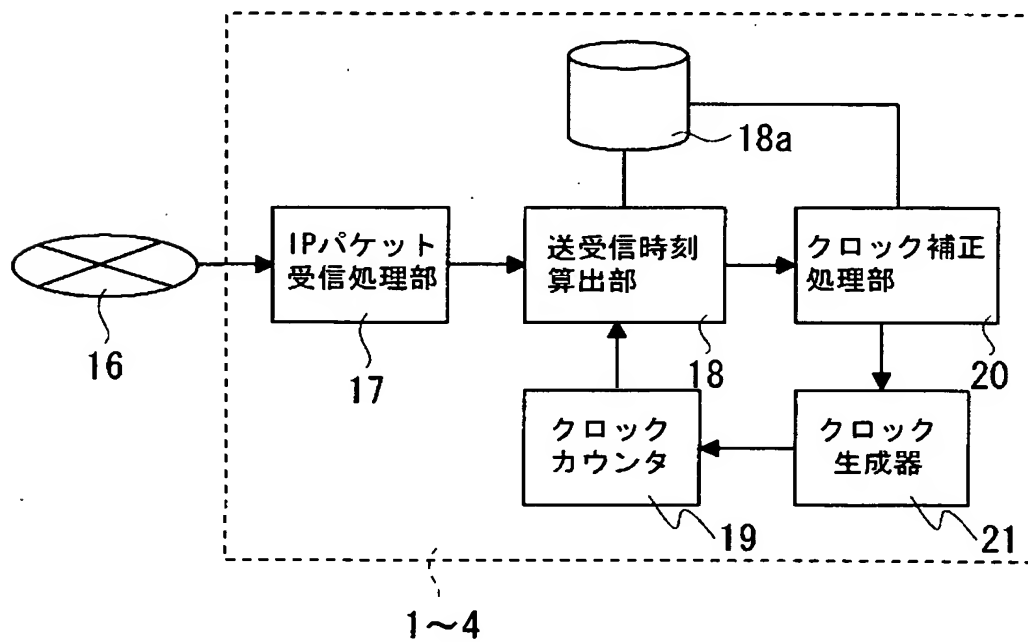 18a
IPパケット
受信処理部
送受信時刻
算出部
クロック補正
処理部
16
17
18
20
クロック
カウンタ
クロック
生成器
19
21
1～4